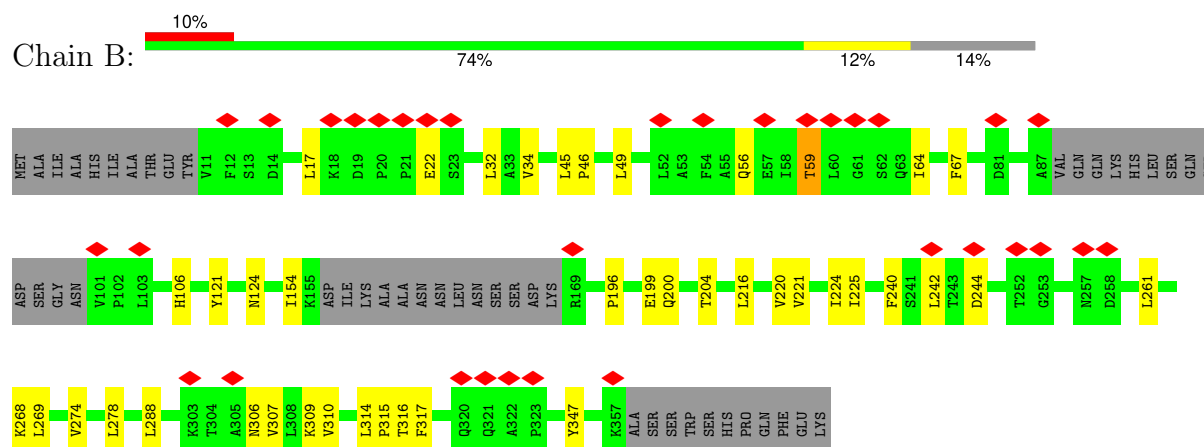 10%
Chain B:
74% 12% 14%
MET ALA ILE ALA HIS ILE ALA THR GLU TYR V11 F12 S13 D14 L17 K18 D19 P20 P21 E22 S23 L32 A33 V34 L45 P46 L49 L52 A53 F54 A55 Q56 E57 I58 T59 L60 G61 S62 Q63 I64 F67 D81 A87 VAL GLN GLN LYS HIS LEU SER GLN
ASP SER GLY ASN V101 P102 L103 H106 Y121 N124 I154 K155 ASP ILE LYS ALA ALA ASN ASN LEU ASN SER SER ASP LYS R169 P196 E199 Q200 T204 L216 V220 V221 I224 I225 F240 S241 L242 T243 D244 T252 G253 N257 D258 L261
K268 L269 V274 L278 L288 K303 T304 A305 N306 V307 L308 K309 V310 L314 P315 T316 F317 Q320 Q321 A322 P323 Y347 K357 ALA SER SER TRP SER HIS PRO GLN PHE GLU LYS